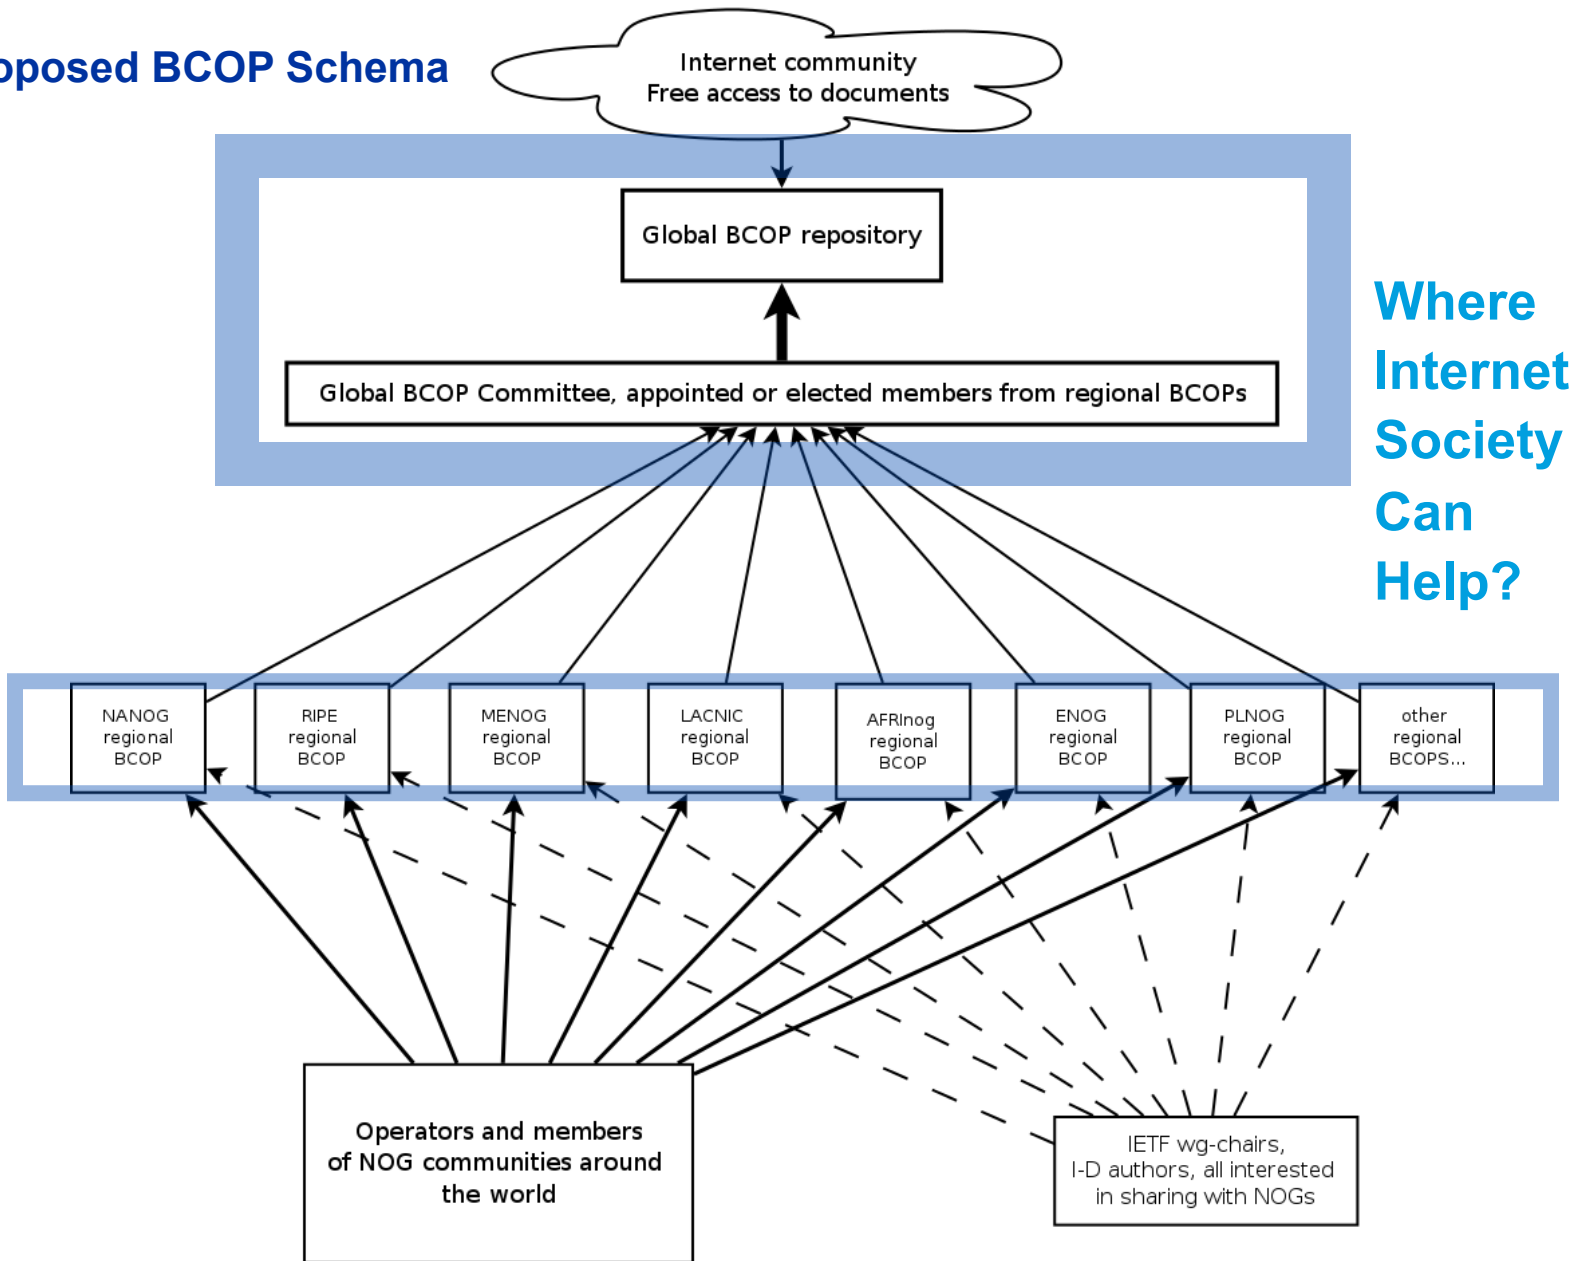 oposed BCOP Schema
Internet community
Free access to documents
Global BCOP repository
Global BCOP Committee, appointed or elected members from regional BCOPs
Where
Internet
Society
Can
Help?
NANOG
regional
BCOP
RIPE
regional
BCOP
MENOG
regional
BCOP
LACNIC
regional
BCOP
AFRInog
regional
BCOP
ENOG
regional
BCOP
PLNOG
regional
BCOP
other
regional
BCOPS...
Operators and members
of NOG communities around
the world
IETF wg-chairs,
I-D authors, all interested
in sharing with NOGs